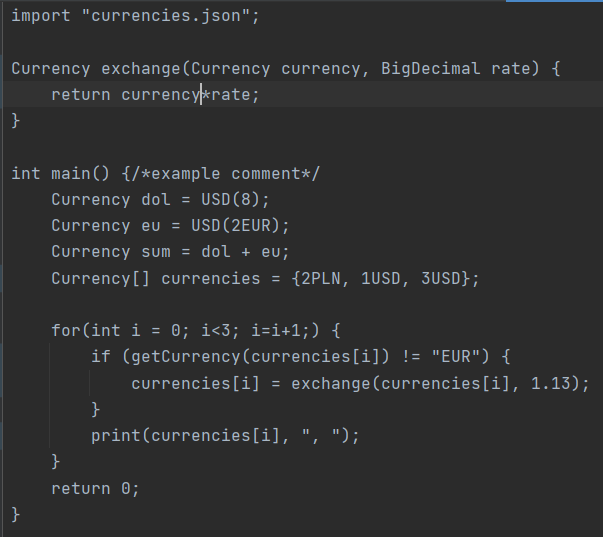 import "currencies.json";

Currency exchange(Currency currency, BigDecimal rate) {
    return currency*rate;
}

int main() {/*example comment*/
    Currency dol = USD(8);
    Currency eu = USD(2EUR);
    Currency sum = dol + eu;
    Currency[] currencies = {2PLN, 1USD, 3USD};

    for(int i = 0; i<3; i=i+1;) {
        if (getCurrency(currencies[i]) != "EUR") {
            currencies[i] = exchange(currencies[i], 1.13);
        }
        print(currencies[i], ", ");
    }
    return 0;
}